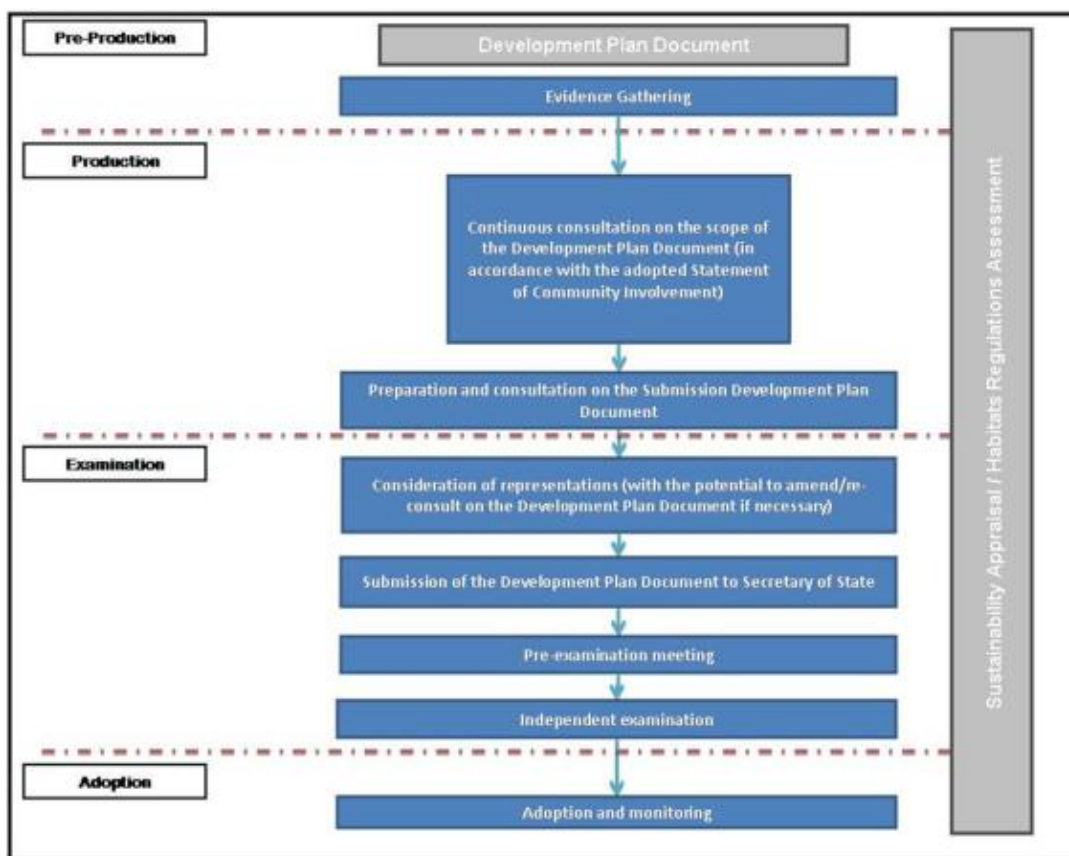 Pre-Production
Development Plan Document
Evidence Gathering
Production
Continuous consultation on the scope of
the Development Plan Document (in
accordance with the adopted Statement
of Community Involvement)
Preparation and consultation on the Submission Development Plan
Document
Examination
Consideration of representations (with the potential to amend/re-
consult on the Development Plan Document if necessary)
Submission of the Development Plan Document to Secretary of State
Pre-examination meeting
Independent examination
Adoption
Adoption and monitoring
Sustainability Appraisal / Habitats Regulations Assessment